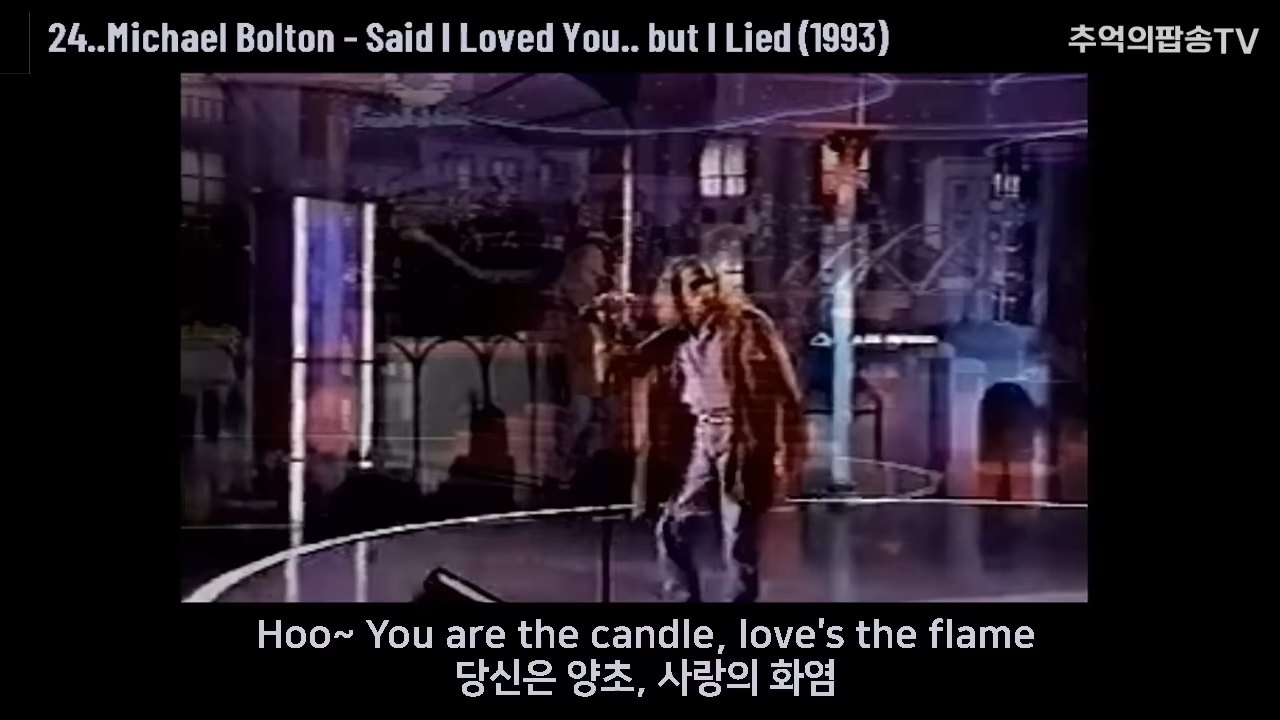 24..Michael Bolton - Said I Loved You.. but I Lied (1993)
추억의팝송TV
Hoo~ You are the candle, love's the flame
당신은 양초, 사랑의 화염